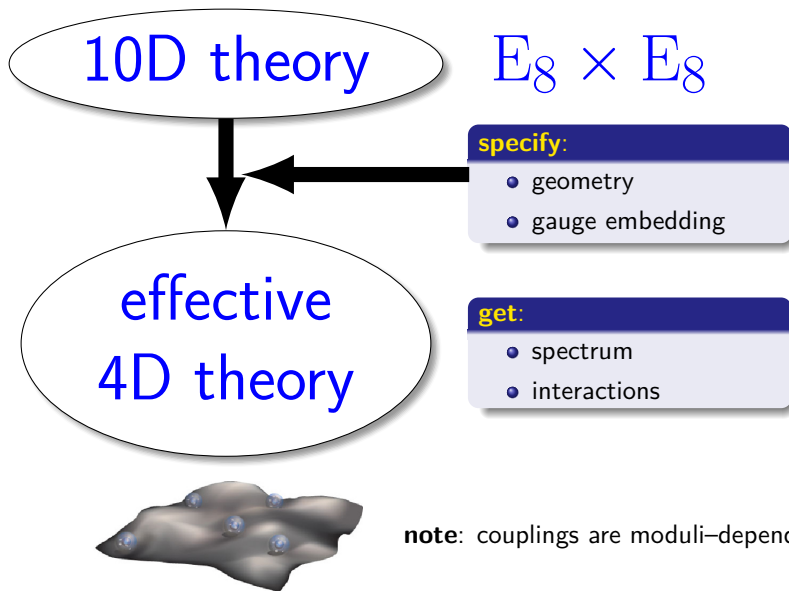 10D theory
E₈ × E₈
specify:
geometry
gauge embedding
effective
4D theory
get:
spectrum
interactions
note: couplings are moduli–depend